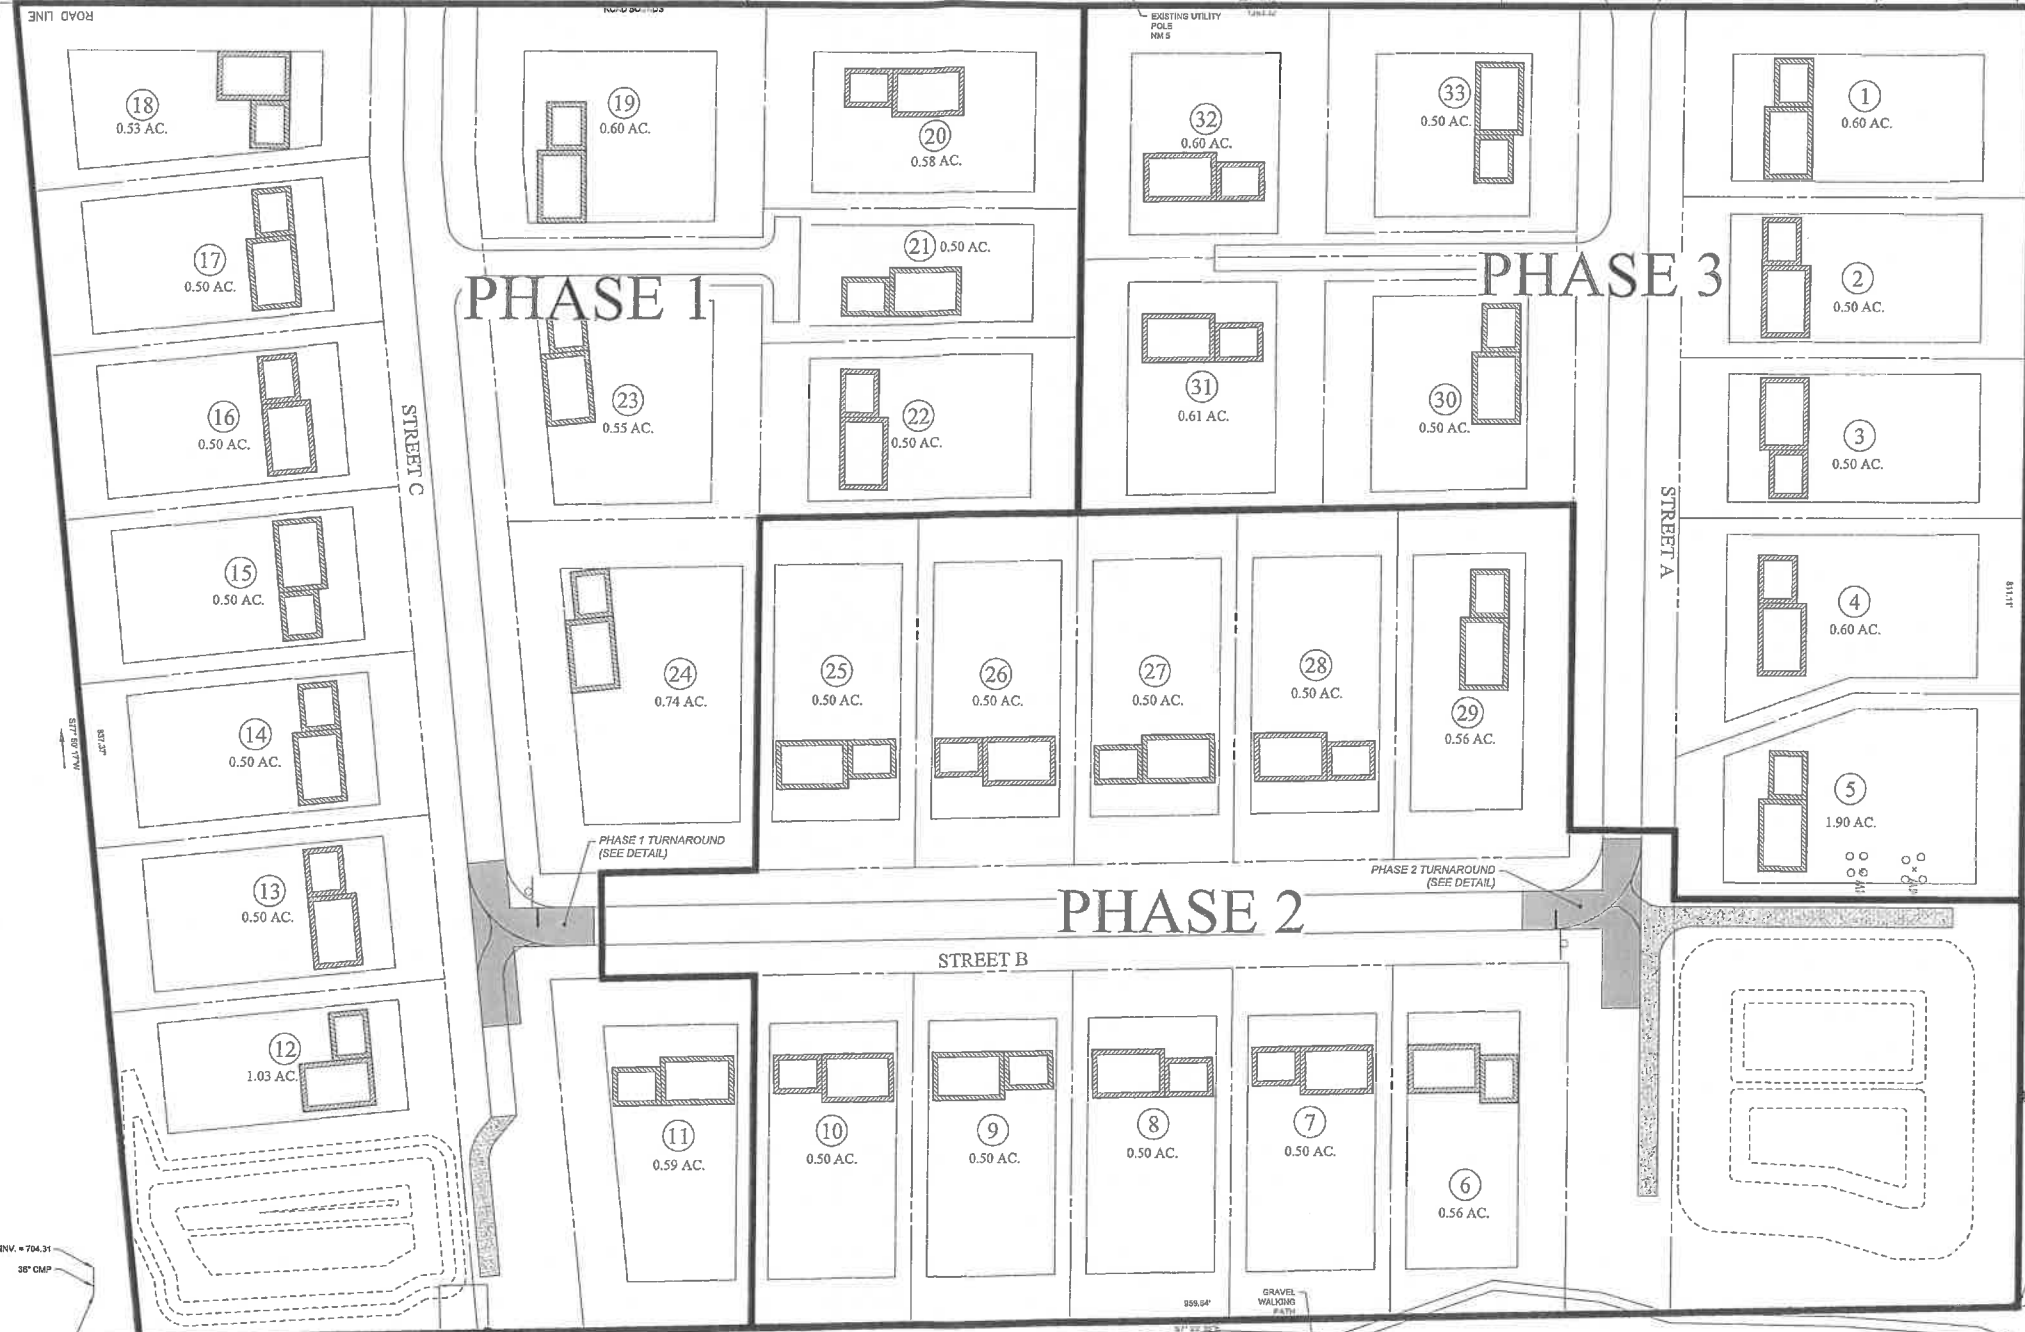 ROAD LINE
EXISTING UTILITY
POLE
NM 5
18
0.53 AC.
19
0.60 AC.
20
0.58 AC.
32
0.60 AC.
33
0.50 AC.
1
0.60 AC.
17
0.50 AC.
21 0.50 AC.
PHASE 1
PHASE 3
2
0.50 AC.
16
0.50 AC.
STREET C
23
0.55 AC.
22
0.50 AC.
31
0.61 AC.
30
0.50 AC.
3
0.50 AC.
STREET A
15
0.50 AC.
4
0.60 AC.
811.11'
24
0.74 AC.
25
0.50 AC.
26
0.50 AC.
27
0.50 AC.
28
0.50 AC.
29
0.56 AC.
14
0.50 AC.
5
1.90 AC.
PHASE 1 TURNAROUND
(SEE DETAIL)
PHASE 2 TURNAROUND
(SEE DETAIL)
13
0.50 AC.
PHASE 2
STREET B
12
1.03 AC.
11
0.59 AC.
10
0.50 AC.
9
0.50 AC.
8
0.50 AC.
7
0.50 AC.
6
0.56 AC.
INV. = 704.31
36" CMP
959.64'
GRAVEL
WALKING
PATH